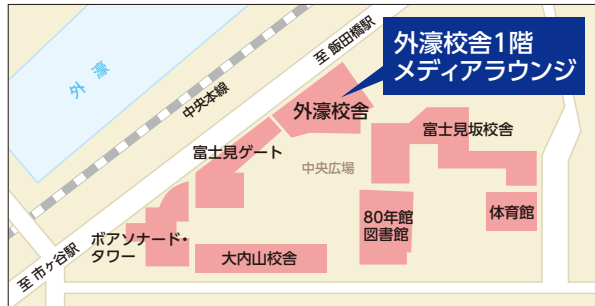 外濠校舎1階
メディアラウンジ
至 飯田橋駅
外 濠
中央本線
外濠校舎
富士見坂校舎
富士見ゲート
中央広場
80年館
図書館
体育館
ボアソナード・
タワー
大内山校舎
至 市ヶ谷駅